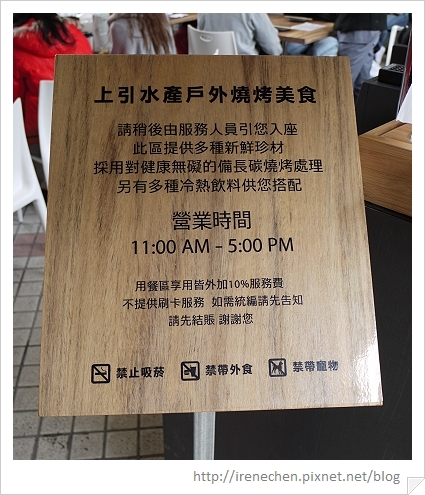 上引水產戶外燒烤美食
請稍後由服務人員引您入座
此區提供多種新鮮珍材
採用對健康無礙的備長碳燒烤處理
另有多種冷熱飲料供您搭配
營業時間
11:00 AM – 5:00 PM
用餐區享用皆外加10%服務費
不提供刷卡服務 如需統編請先告知
請先結賬 謝謝您
禁止吸菸 禁帶外食 禁帶寵物
http://irenechen.pixnet.net/blog